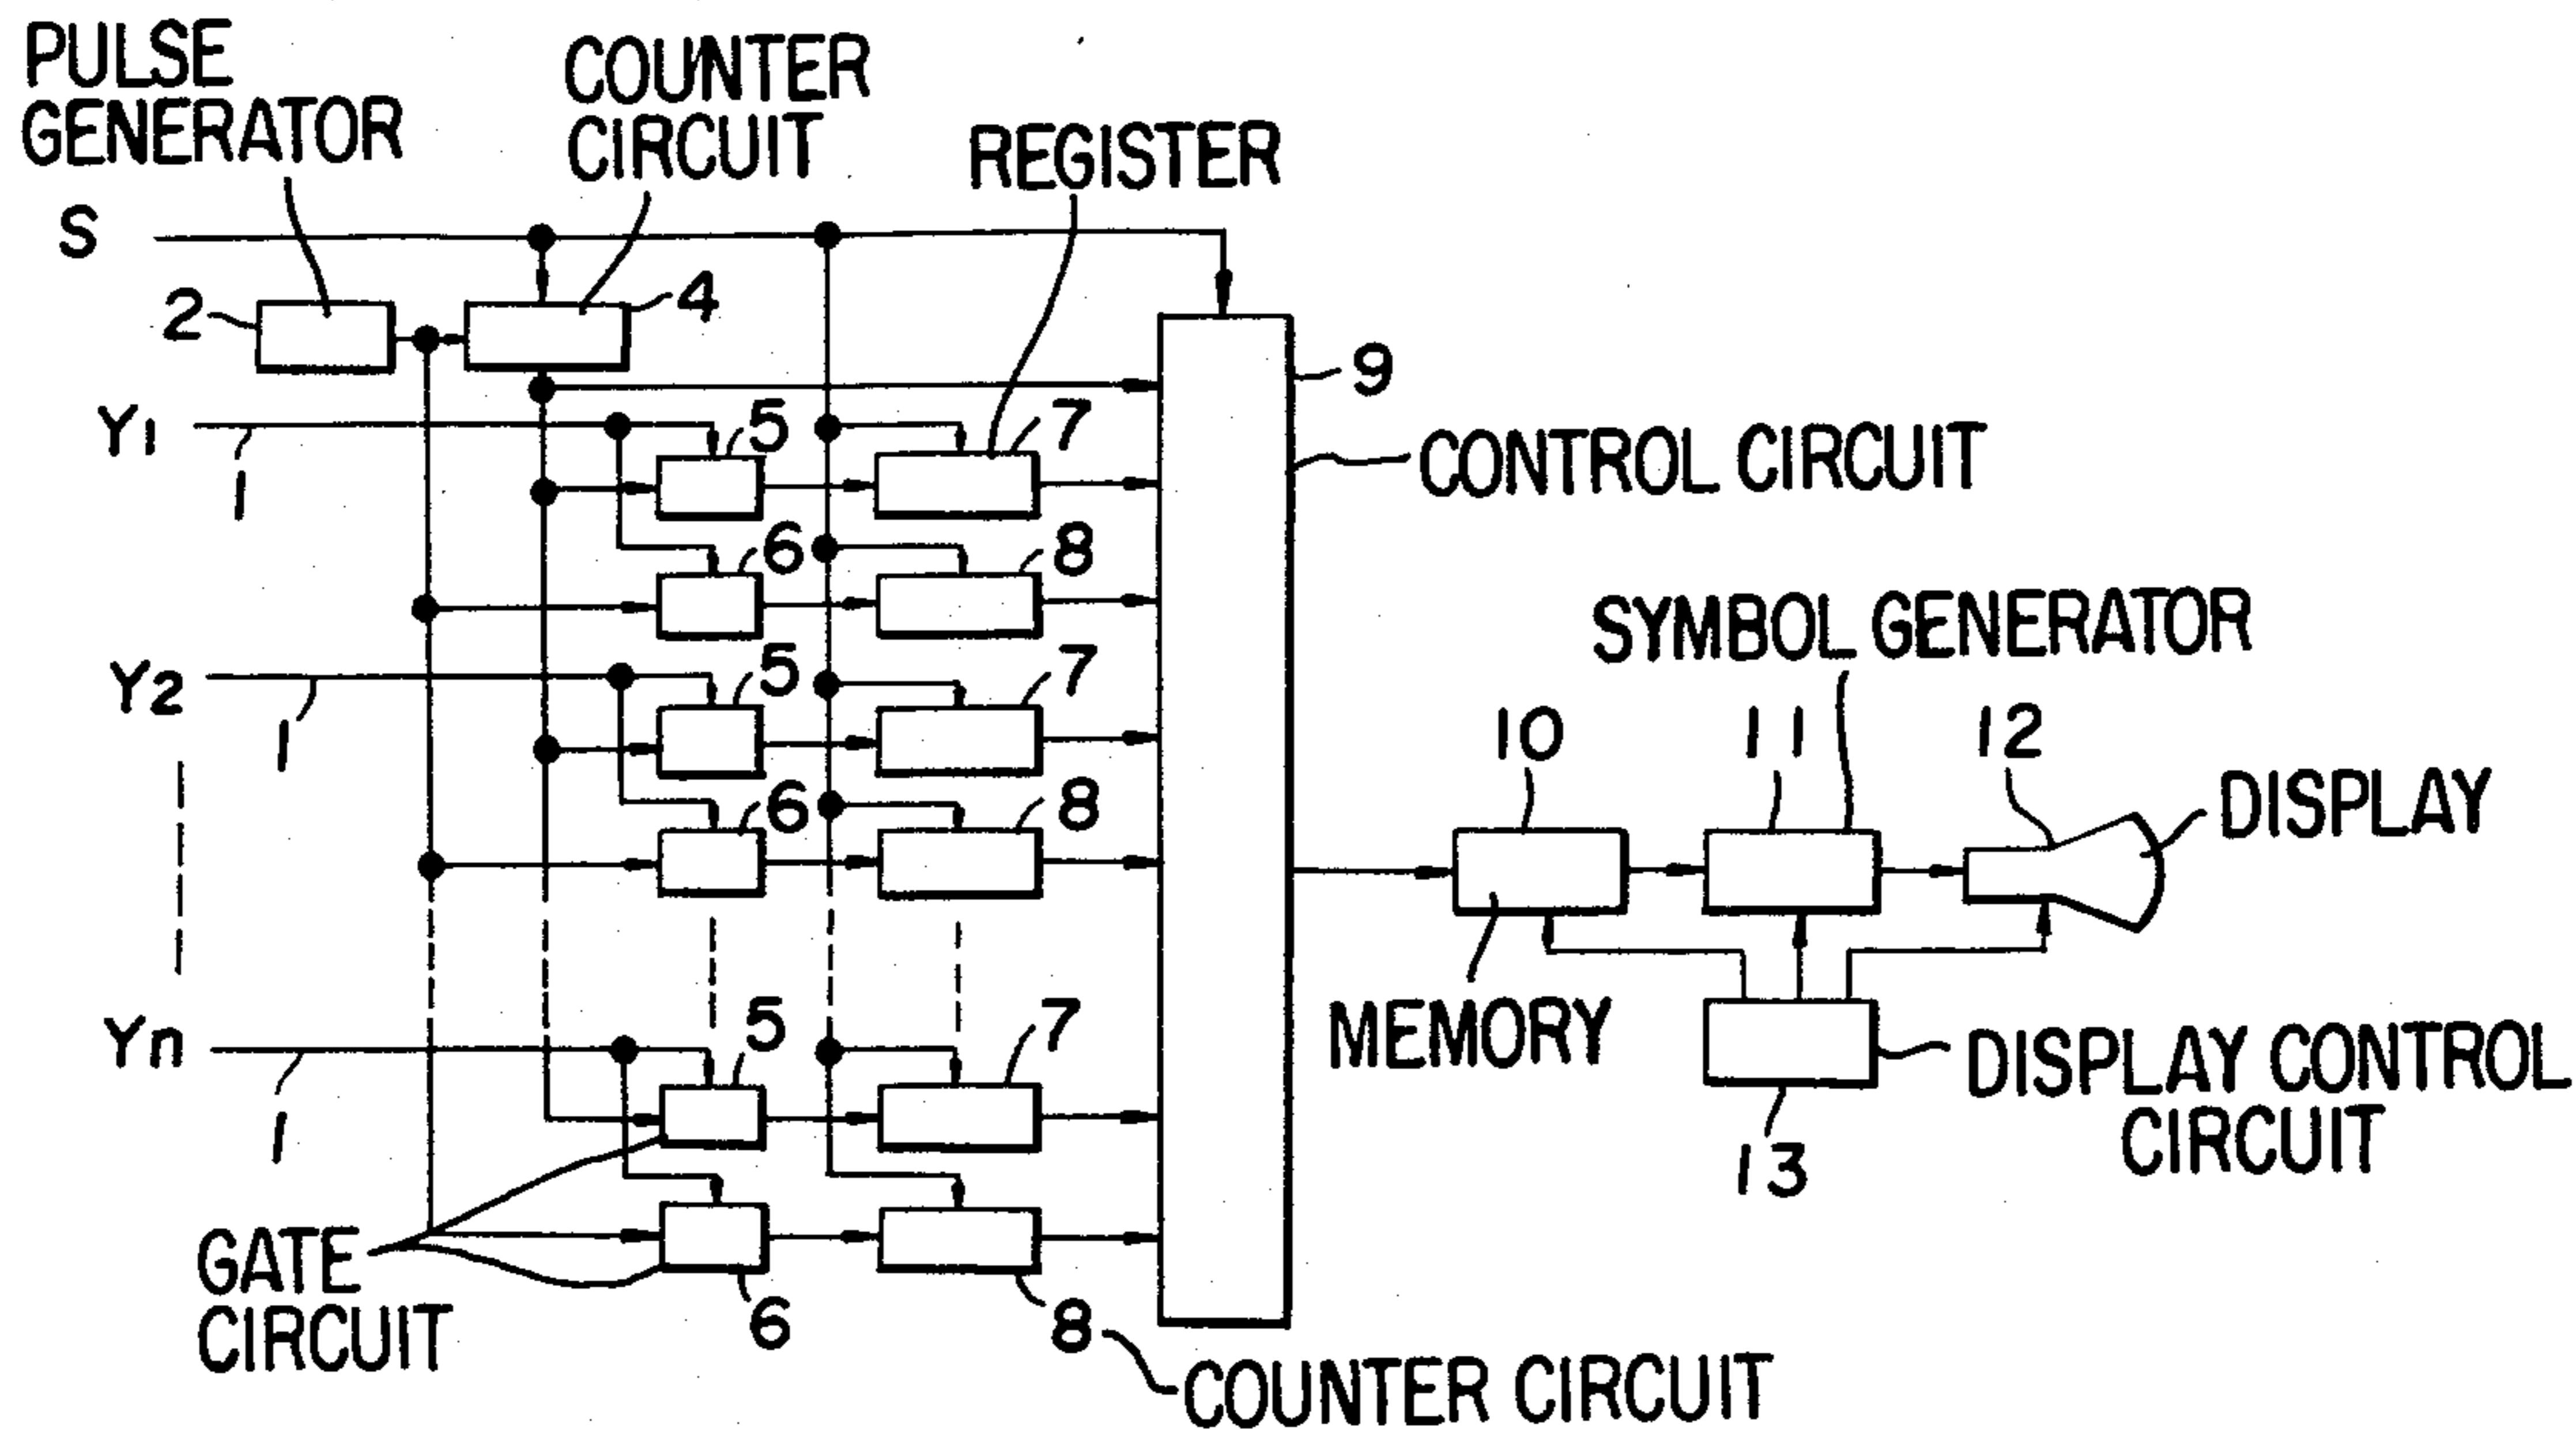 PULSE
GENERATOR
COUNTER
CIRCUIT
REGISTER
S
2
4
9
Y1
1
5
7
CONTROL CIRCUIT
6
8
SYMBOL GENERATOR
Y2
1
5
7
10
11
12
DISPLAY
6
8
Yn
1
5
7
MEMORY
DISPLAY CONTROL
CIRCUIT
13
GATE
CIRCUIT
6
8
COUNTER CIRCUIT